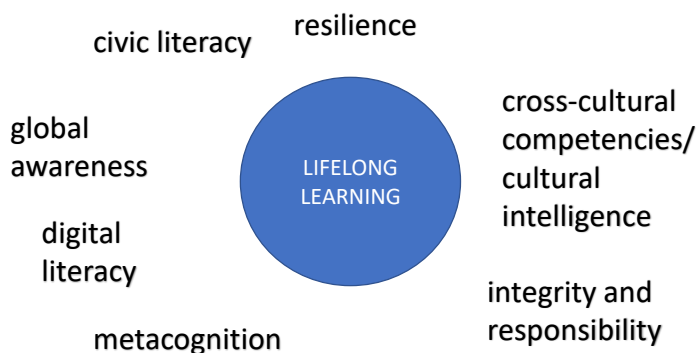 resilience
civic literacy
cross-cultural
competencies/
cultural
intelligence
global
awareness
LIFELONG
LEARNING
digital
literacy
integrity and
responsibility
metacognition